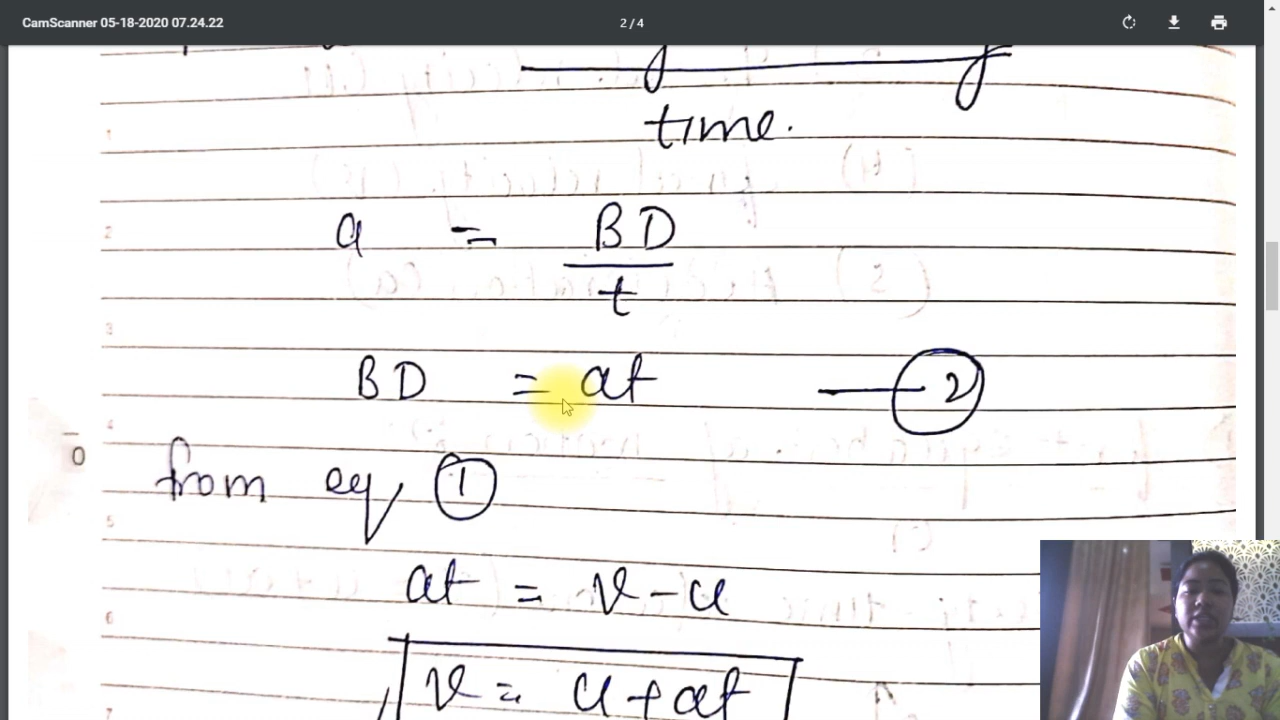 CamScanner 05-18-2020 07.24.22
2 / 4
time.
a = BD
t
BD = at — 2
from eq, 1
at = v - u
v = u + at